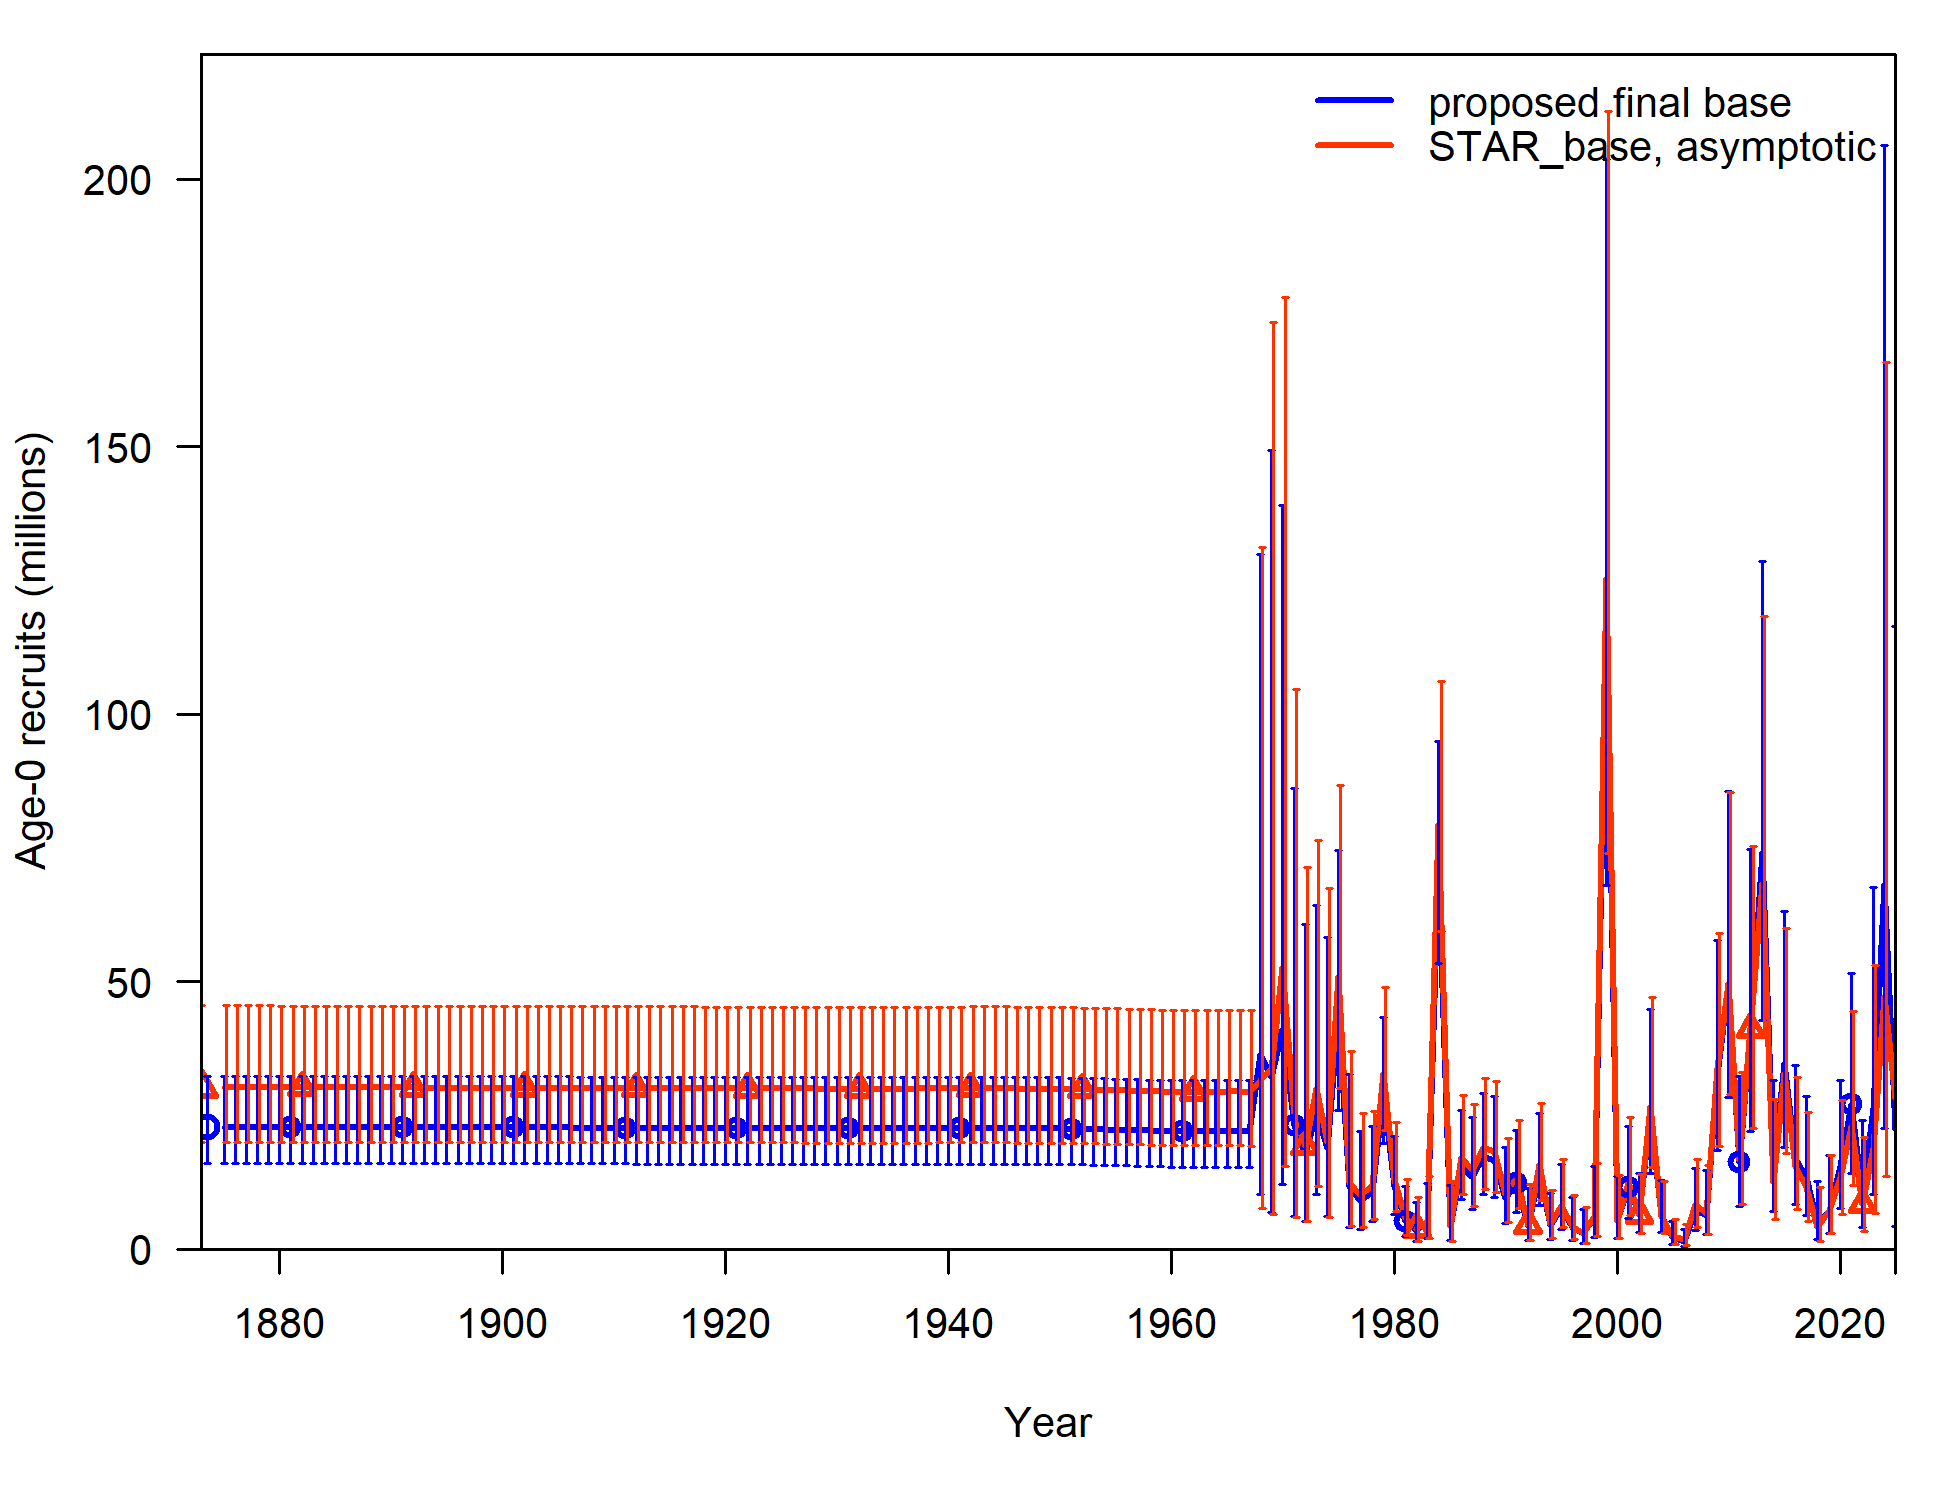 proposed final base
STAR_base, asymptotic
200
150
100
50
0
Age-0 recruits (millions)
1880 1900 1920 1940 1960 1980 2000 2020
Year